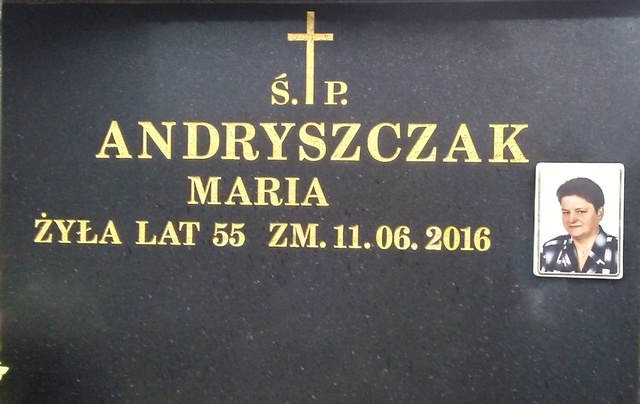 Ś. P.
ANDRYSZCZAK
MARIA
ŻYŁA LAT 55 ZM. 11.06.2016